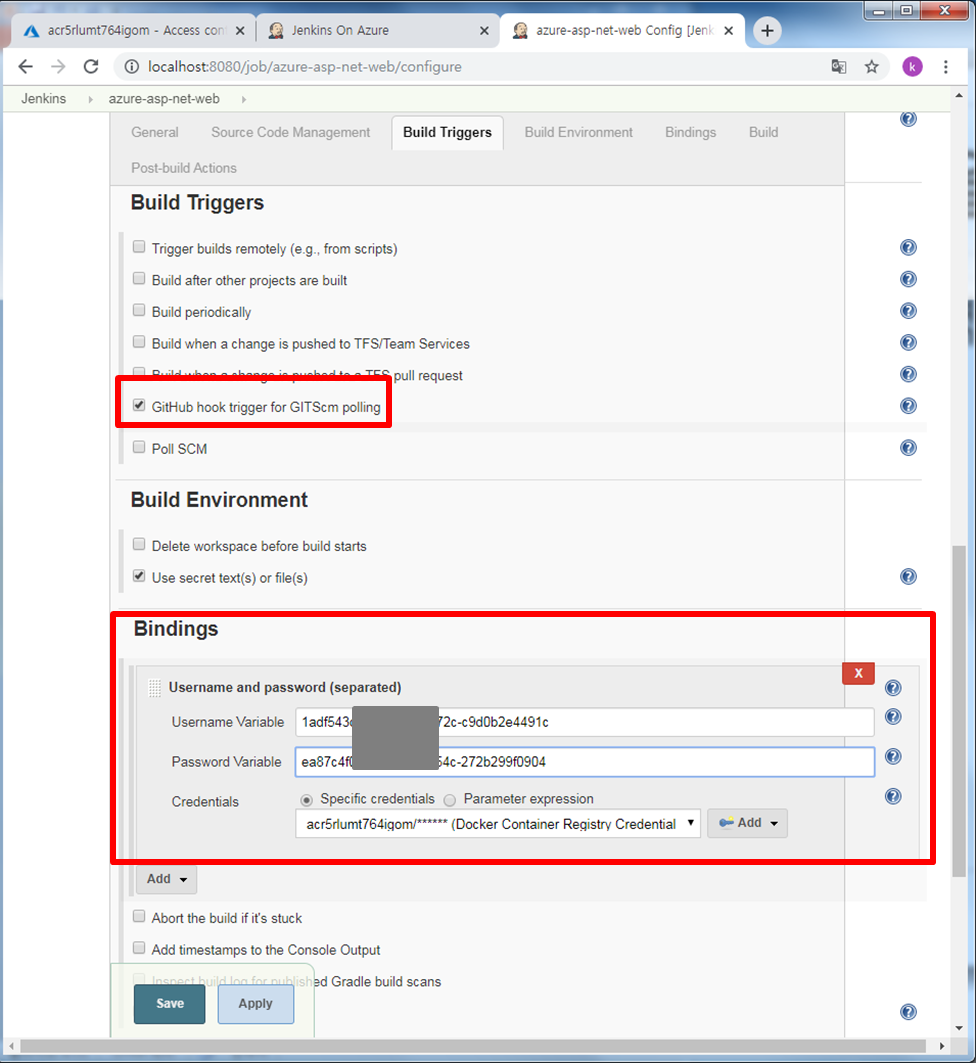 acr5rlumt764igom - Access con
Jenkins On Azure
azure-asp-net-web Config [Jenk
localhost:8080/job/azure-asp-net-web/configure
k
Jenkins
azure-asp-net-web
General
Source Code Management
Build Triggers
Build Environment
Bindings
Build
Post-build Actions
Build Triggers
Trigger builds remotely (e.g., from scripts)
Build after other projects are built
Build periodically
Build when a change is pushed to TFS/Team Services
Build when a change is pushed to a TFS pull request
GitHub hook trigger for GITScm polling
Poll SCM
Build Environment
Delete workspace before build starts
Use secret text(s) or file(s)
Bindings
X
Username and password (separated)
Username Variable
1adf543 72c-c9d0b2e4491c
Password Variable
ea87c4f 54c-272b299f0904
Credentials
Specific credentials
Parameter expression
acr5rlumt764igom/****** (Docker Container Registry Credential
Add
Add
Abort the build if it's stuck
Add timestamps to the Console Output
Inspect build log for published Gradle build scans
Save
Apply